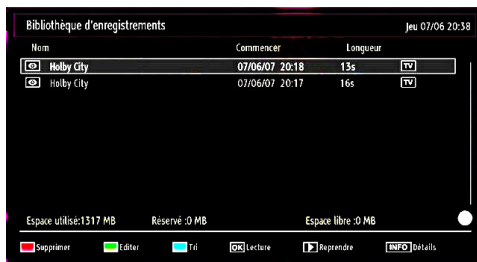 Bibliothèque d'enregistrements Jeu 07/06 20:38
Nom Commencer Longueur
Holby City 07/06/07 20:18 13s TV
Holby City 07/06/07 20:17 16s TV
Espace utilisé:1317 MB Réservé :0 MB Espace libre :0 MB
Supprimer Editer Tri OK Lecture Reprendre INFO Détails